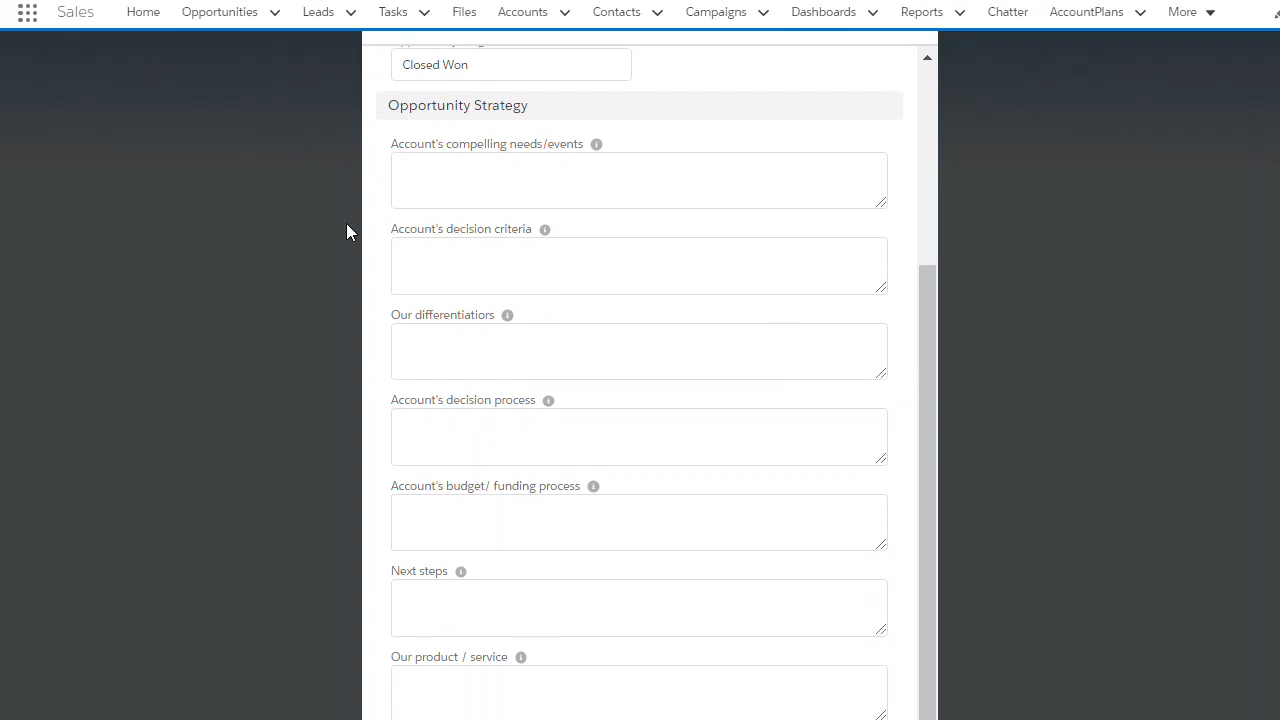 Sales Home Opportunities Leads Tasks Files Accounts Contacts Campaigns Dashboards Reports Chatter AccountPlans More
Closed Won
Opportunity Strategy
Account's compelling needs/events
Account's decision criteria
Our differentiatiors
Account's decision process
Account's budget/ funding process
Next steps
Our product / service